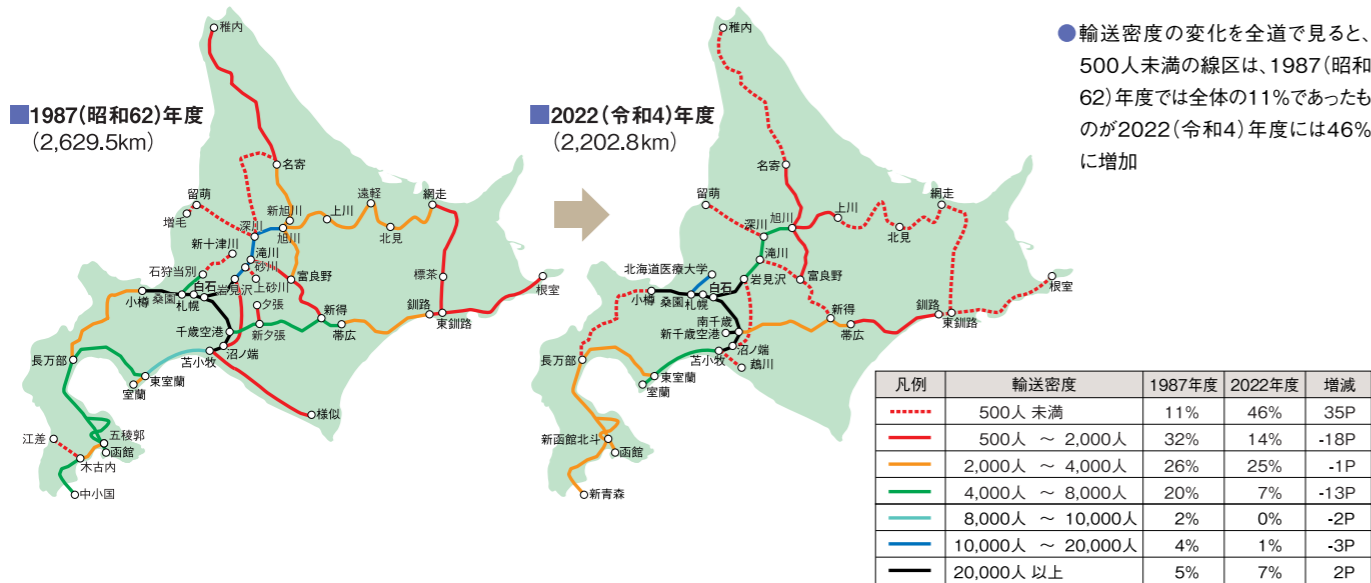 ■1987(昭和62)年度
(2,629.5km)
稚内
名寄
留萌
増毛
新旭川
上川
遠軽
網走
深川
旭川
北見
新十津川
滝川
砂川
石狩当別
上砂川
富良野
標茶
白石
岩見沢
根室
小樽
桑園
札幌
夕張
新得
釧路
東釧路
千歳空港
新夕張
帯広
長万部
沼ノ端
苫小牧
東室蘭
室蘭
様似
江差
五稜郭
函館
木古内
中小国
■2022(令和4)年度
(2,202.8km)
稚内
名寄
留萌
網走
上川
旭川
深川
北見
滝川
北海道医療大学
岩見沢
富良野
白石
根室
小樽
桑園
札幌
南千歳
新得
釧路
東釧路
新千歳空港
帯広
長万部
沼ノ端
苫小牧
鵡川
東室蘭
室蘭
新函館北斗
函館
新青森
●輸送密度の変化を全道で見ると、
500人未満の線区は、1987(昭和
62)年度では全体の11%であったも
のが2022(令和4)年度には46%
に増加
凡例 輸送密度 1987年度 2022年度 増減
500人 未満 11% 46% 35P
500人 ～ 2,000人 32% 14% -18P
2,000人 ～ 4,000人 26% 25% -1P
4,000人 ～ 8,000人 20% 7% -13P
8,000人 ～ 10,000人 2% 0% -2P
10,000人 ～ 20,000人 4% 1% -3P
20,000人 以上 5% 7% 2P